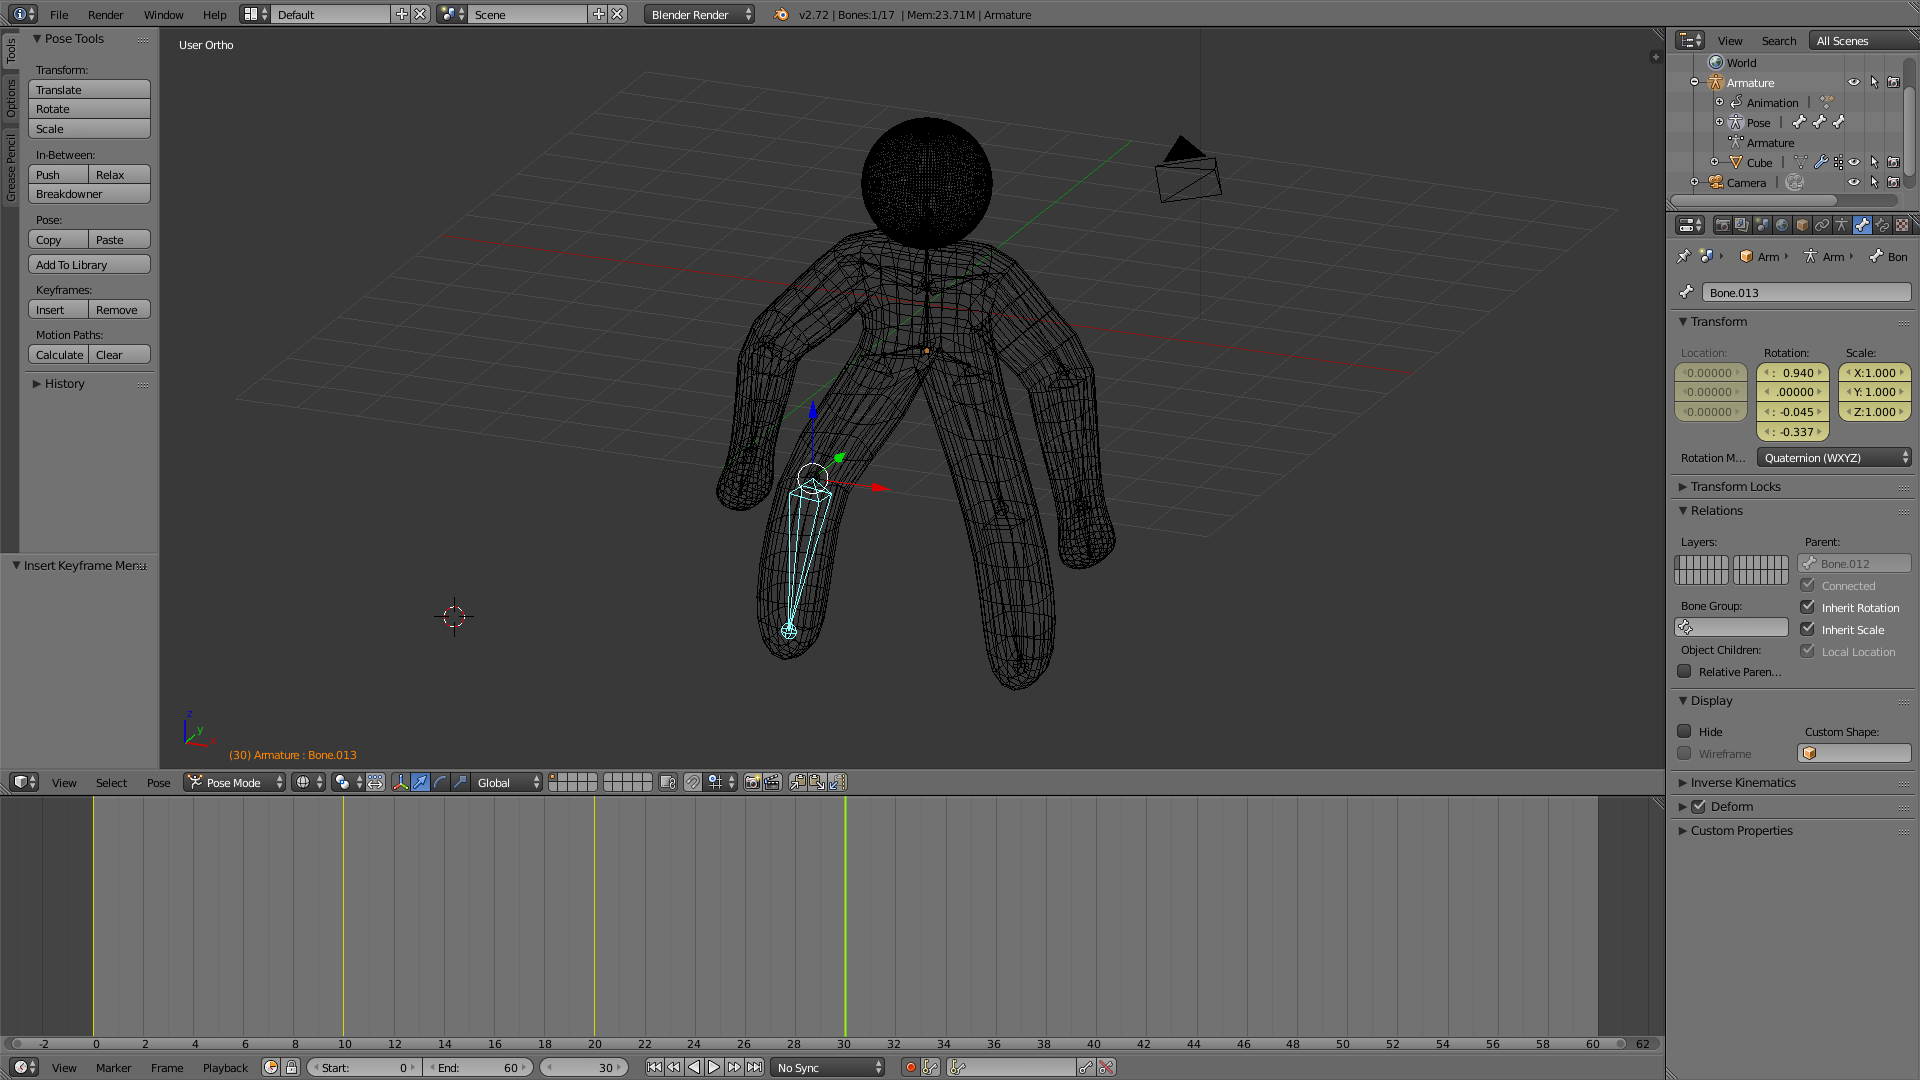 File Render Window Help Default Scene Blender Render v2.72 | Bones:1/17 | Mem:23.71M | Armature
Tools
Options
Grease Pencil
Pose Tools
Transform:
Translate
Rotate
Scale
In-Between:
Push Relax
Breakdowner
Pose:
Copy Paste
Add To Library
Keyframes:
Insert Remove
Motion Paths:
Calculate Clear
History
Insert Keyframe Menu
User Ortho
z
y
x
(30) Armature : Bone.013
View Select Pose Pose Mode Global
-2 0 2 4 6 8 10 12 14 16 18 20 22 24 26 28 30 32 34 36 38 40 42 44 46 48 50 52 54 56 58 60 62
View Marker Frame Playback Start: 0 End: 60 30 No Sync
View Search All Scenes
World
Armature
Animation
Pose
Armature
Cube
Camera
Arm Arm Bon
Bone.013
Transform
Location: Rotation: Scale:
0.00000 : 0.940 X:1.000
0.00000 .00000 Y: 1.000
0.00000 : -0.045 Z:1.000
: -0.337
Rotation M... Quaternion (WXYZ)
Transform Locks
Relations
Layers: Parent:
Bone.012
Connected
Bone Group: Inherit Rotation
Inherit Scale
Object Children: Local Location
Relative Paren...
Display
Hide Custom Shape:
Wireframe
Inverse Kinematics
Deform
Custom Properties